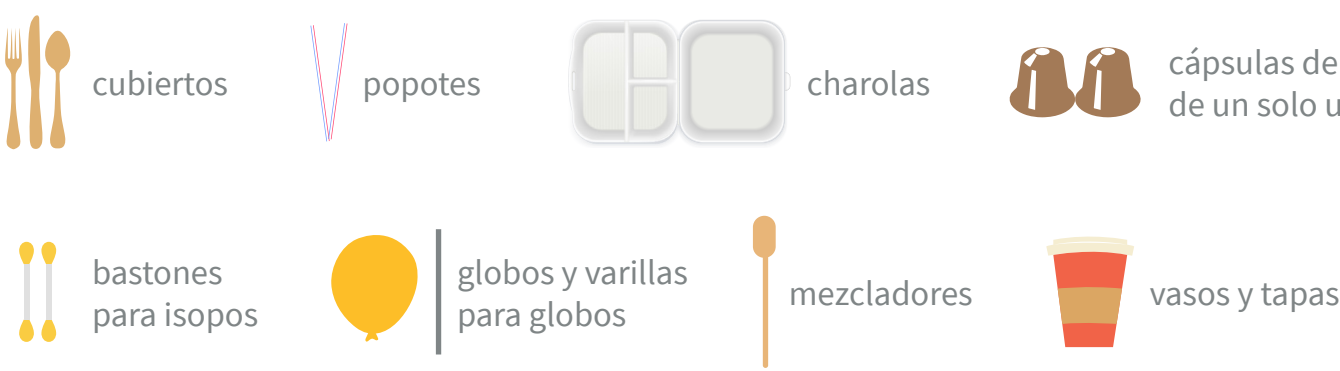 cubiertos
popotes
charolas
cápsulas de
de un solo u
bastones
para isopos
globos y varillas
para globos
mezcladores
vasos y tapas